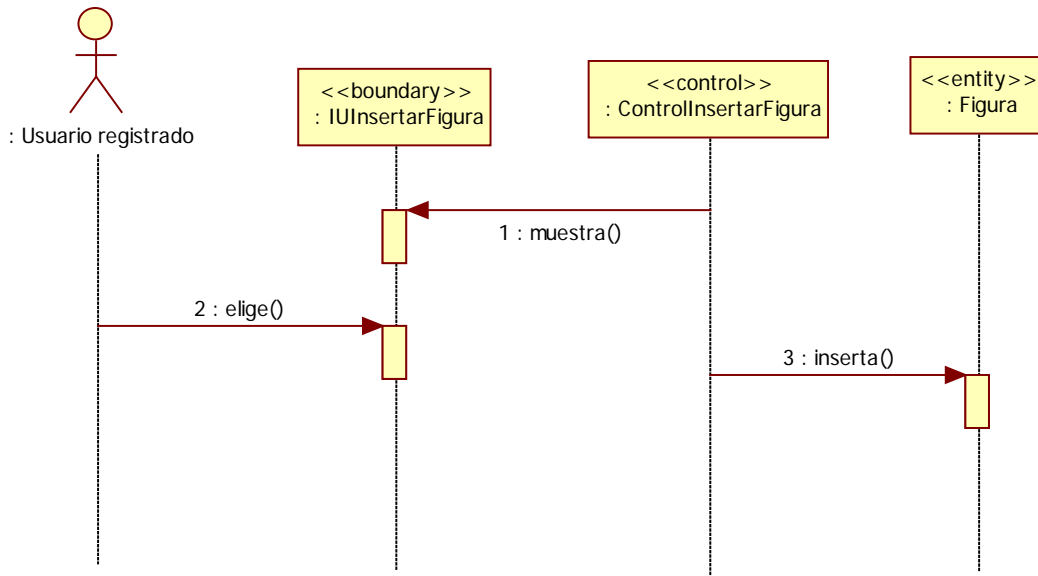 : Usuario registrado
<<boundary>>
: IUInsertarFigura
<<control>>
: ControlInsertarFigura
<<entity>>
: Figura
1 : muestra()
2 : elige()
3 : inserta()